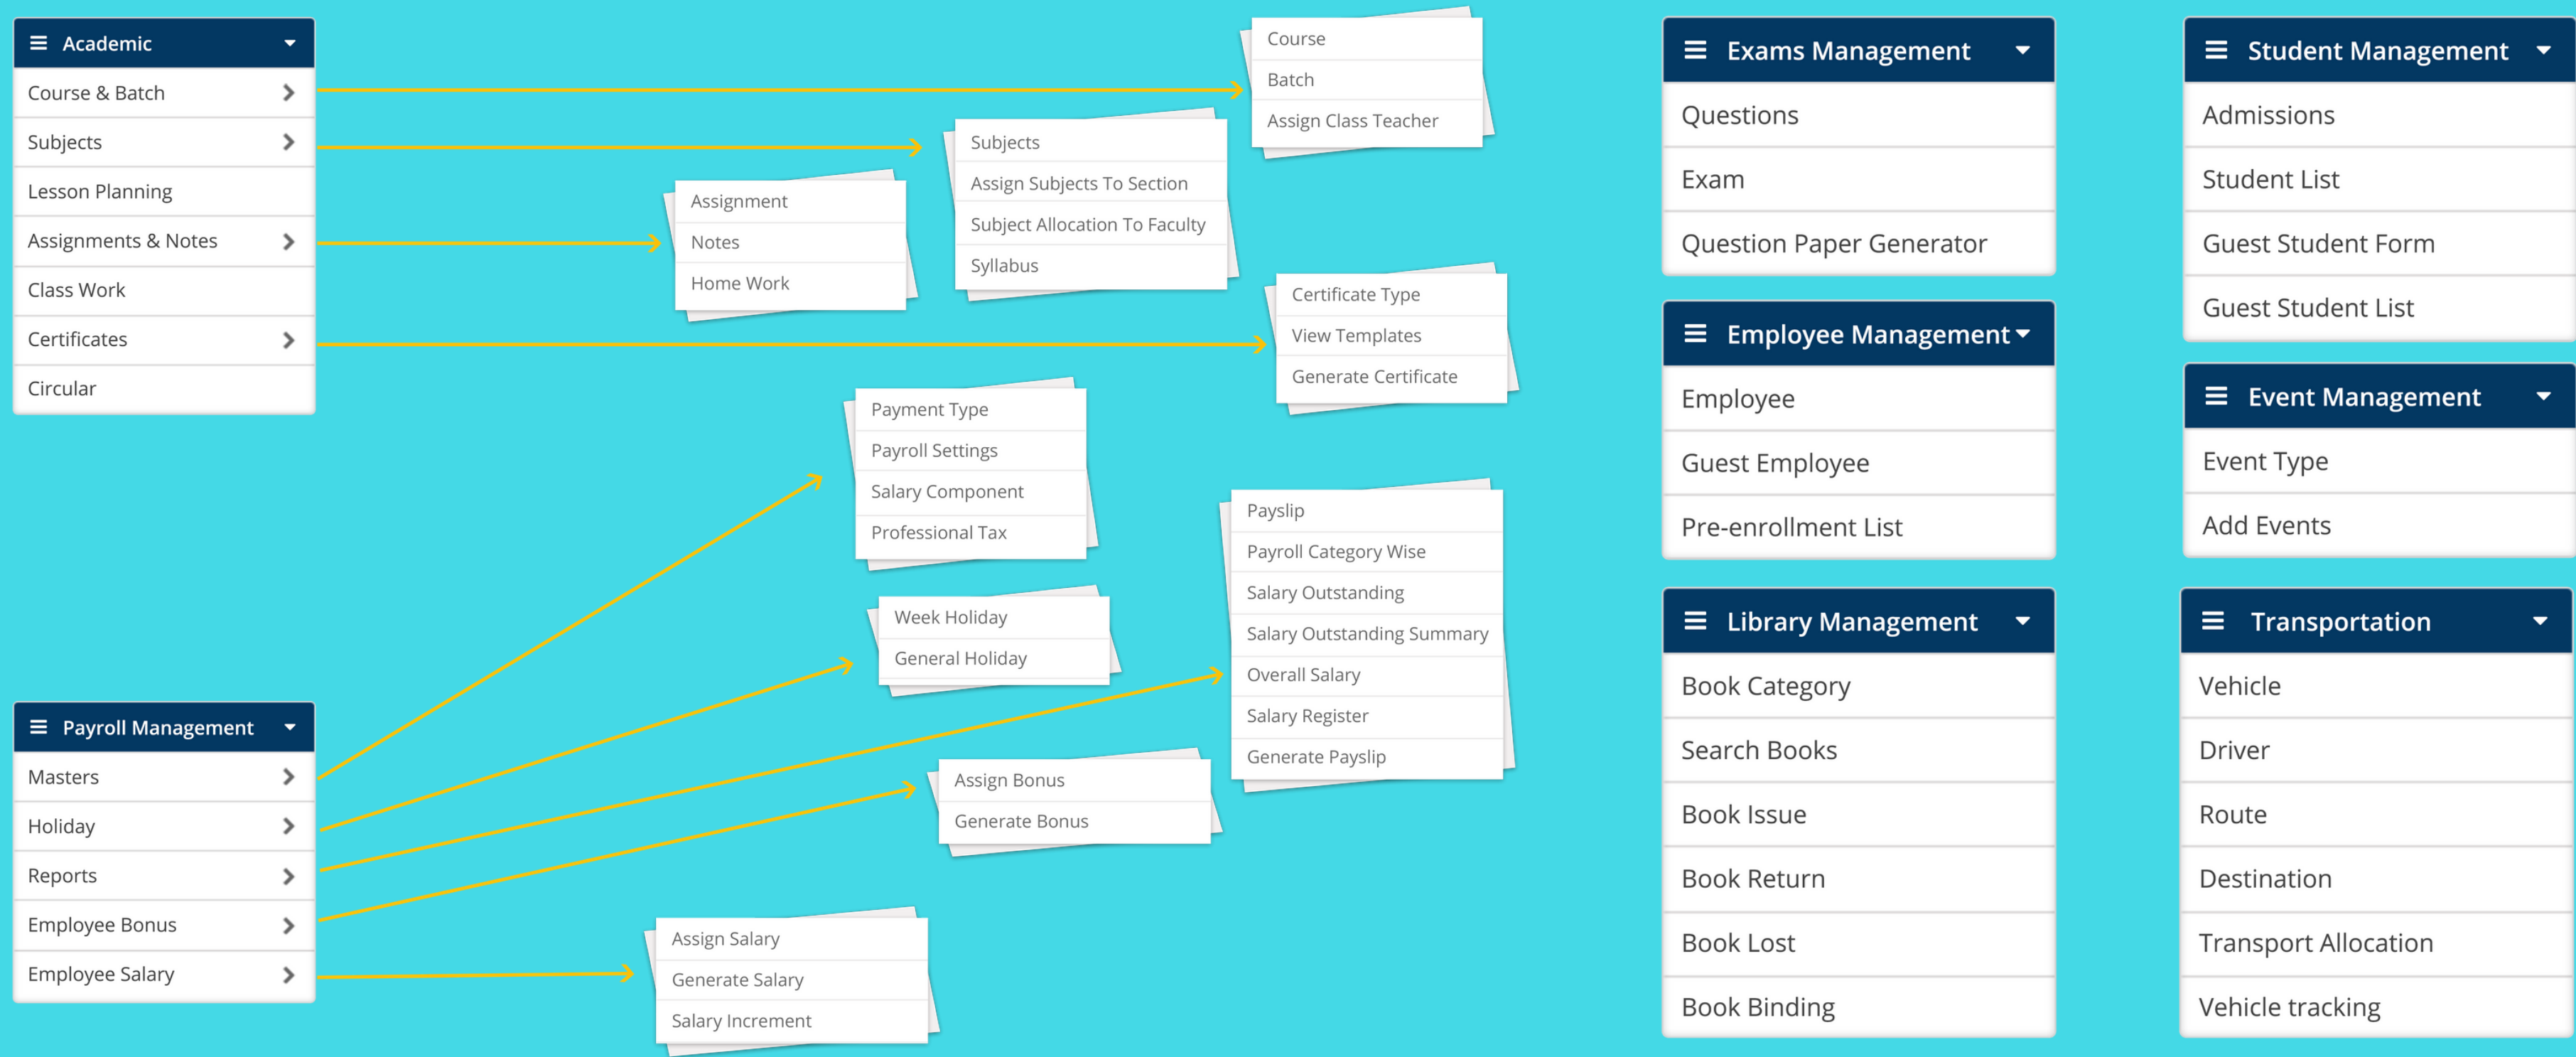 Academic
Course & Batch
Subjects
Lesson Planning
Assignments & Notes
Class Work
Certificates
Circular
Course
Batch
Assign Class Teacher
Subjects
Assign Subjects To Section
Subject Allocation To Faculty
Syllabus
Assignment
Notes
Home Work
Certificate Type
View Templates
Generate Certificate
Payroll Management
Masters
Holiday
Reports
Employee Bonus
Employee Salary
Payment Type
Payroll Settings
Salary Component
Professional Tax
Week Holiday
General Holiday
Payslip
Payroll Category Wise
Salary Outstanding
Salary Outstanding Summary
Overall Salary
Salary Register
Generate Payslip
Assign Bonus
Generate Bonus
Assign Salary
Generate Salary
Salary Increment
Exams Management
Questions
Exam
Question Paper Generator
Employee Management
Employee
Guest Employee
Pre-enrollment List
Library Management
Book Category
Search Books
Book Issue
Book Return
Book Lost
Book Binding
Student Management
Admissions
Student List
Guest Student Form
Guest Student List
Event Management
Event Type
Add Events
Transportation
Vehicle
Driver
Route
Destination
Transport Allocation
Vehicle tracking